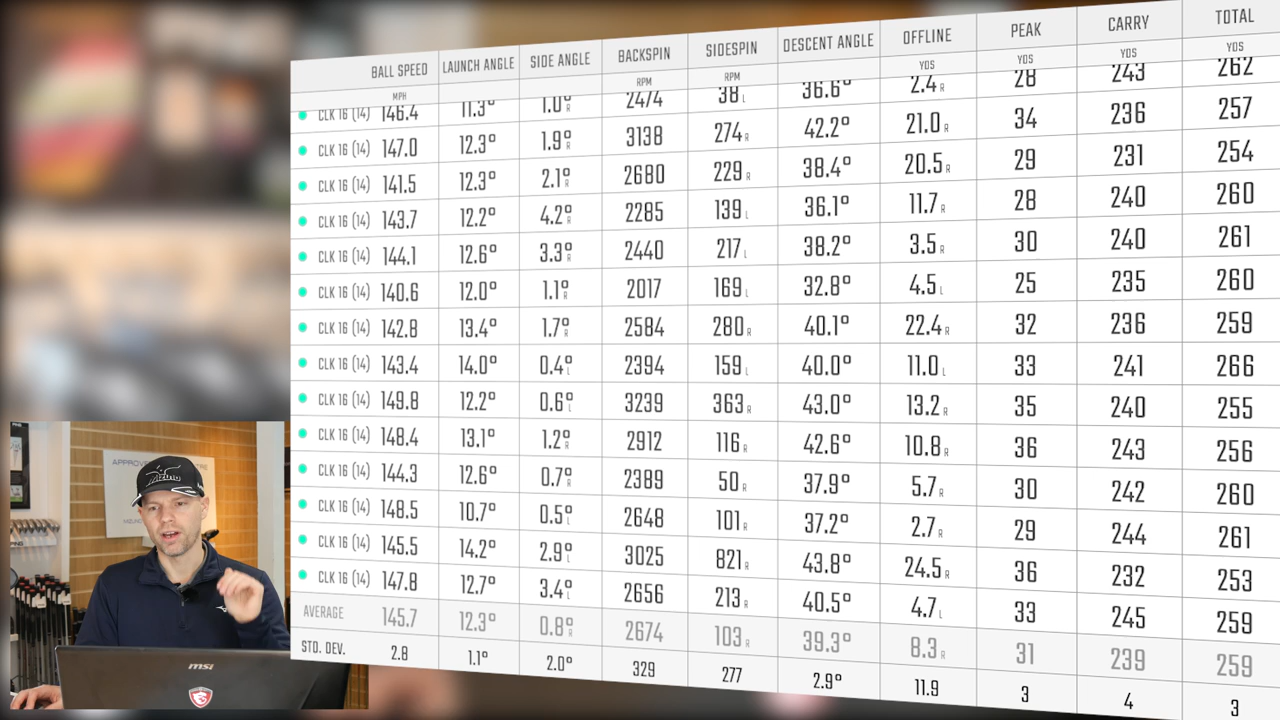 BALL SPEED LAUNCH ANGLE SIDE ANGLE BACKSPIN SIDESPIN DESCENT ANGLE OFFLINE PEAK CARRY TOTAL
MPH RPM RPM YDS YDS YDS YDS
CLK 16 (14) 146.4 11.3° 1.0° R 2474 38 L 36.6° 2.4 R 28 243 262
CLK 16 (14) 147.0 12.3° 1.9° R 3138 274 R 42.2° 21.0 R 34 236 257
CLK 16 (14) 141.5 12.3° 2.1° R 2680 229 R 38.4° 20.5 R 29 231 254
CLK 16 (14) 143.7 12.2° 4.2° R 2285 139 L 36.1° 11.7 R 28 240 260
CLK 16 (14) 144.1 12.6° 3.3° R 2440 217 L 38.2° 3.5 R 30 240 261
CLK 16 (14) 140.6 12.0° 1.1° R 2017 169 L 32.8° 4.5 L 25 235 260
CLK 16 (14) 142.8 13.4° 1.7° R 2584 280 R 40.1° 22.4 R 32 236 259
CLK 16 (14) 143.4 14.0° 0.4° L 2394 159 L 40.0° 11.0 L 33 241 266
CLK 16 (14) 149.8 12.2° 0.6° L 3239 363 R 43.0° 13.2 R 35 240 255
CLK 16 (14) 148.4 13.1° 1.2° R 2912 116 R 42.6° 10.8 R 36 243 256
CLK 16 (14) 144.3 12.6° 0.7° R 2389 50 R 37.9° 5.7 R 30 242 260
CLK 16 (14) 148.5 10.7° 0.5° L 2648 101 R 37.2° 2.7 R 29 244 261
CLK 16 (14) 145.5 14.2° 2.9° L 3025 821 R 43.8° 24.5 R 36 232 253
CLK 16 (14) 147.8 12.7° 3.4° L 2656 213 R 40.5° 4.7 L 33 245 259
AVERAGE 145.7 12.3° 0.8° R 2674 103 R 39.3° 8.3 R 31 239 259
STD. DEV. 2.8 1.1° 2.0° 329 277 2.9° 11.9 3 4 3
MIZUNO
msi